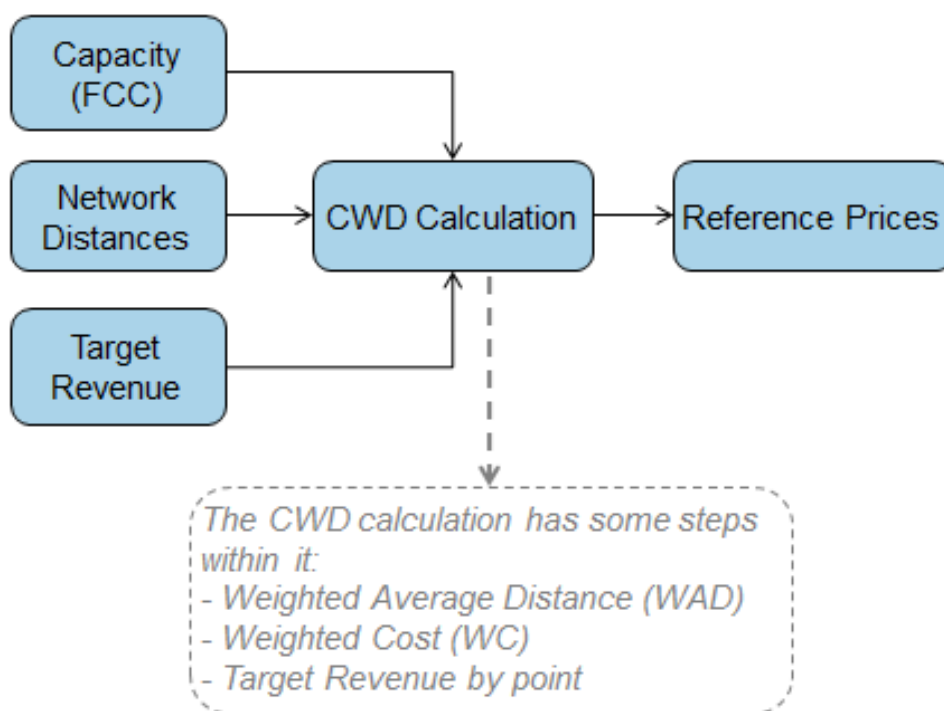 Capacity
(FCC)
Network
Distances
CWD Calculation
Reference Prices
Target
Revenue
The CWD calculation has some steps
within it:
- Weighted Average Distance (WAD)
- Weighted Cost (WC)
- Target Revenue by point